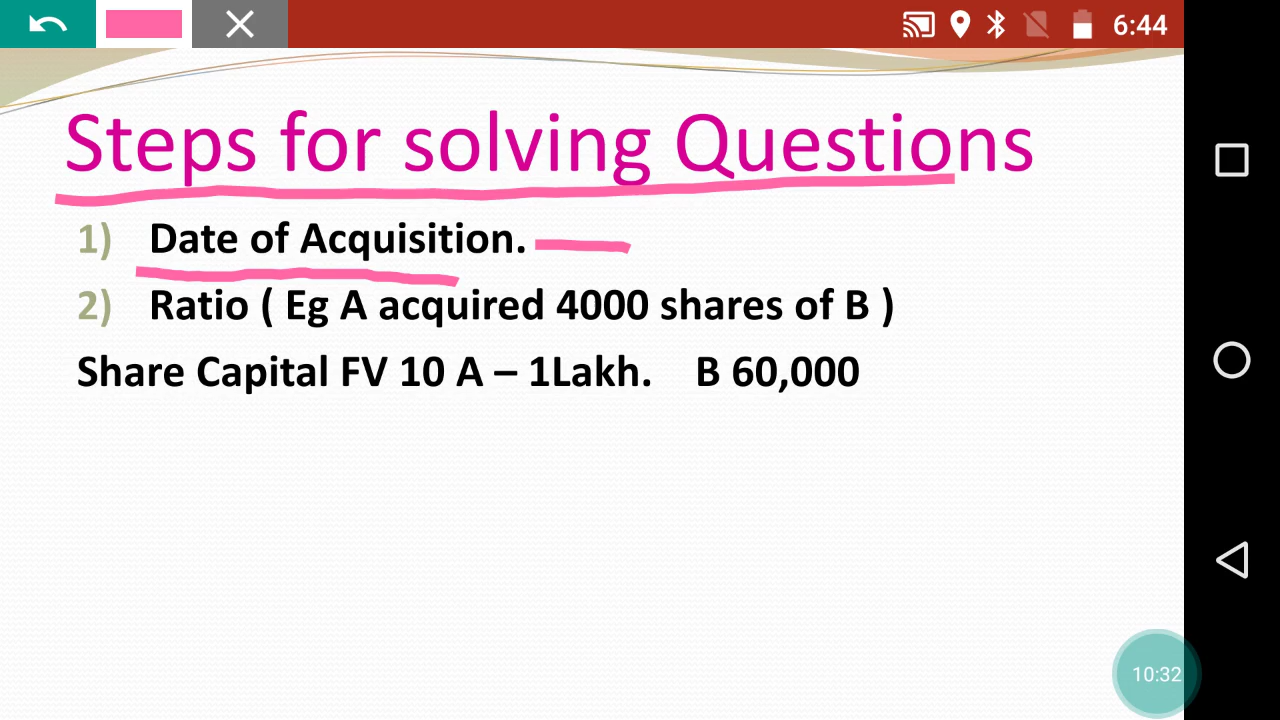 6:44
Steps for solving Questions
1) Date of Acquisition.
2) Ratio ( Eg A acquired 4000 shares of B )
Share Capital FV 10 A – 1Lakh. B 60,000
10:32